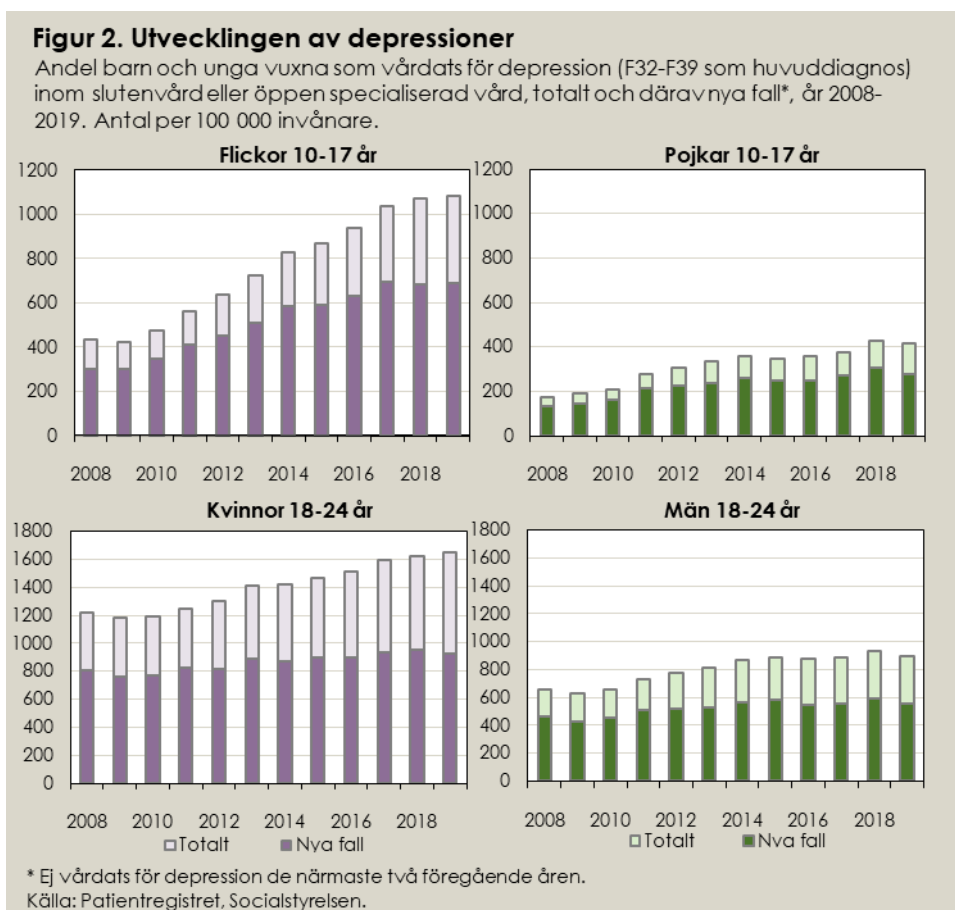 Figur 2. Utvecklingen av depressioner
Andel barn och unga vuxna som vårdats för depression (F32-F39 som huvuddiagnos)
inom slutenvård eller öppen specialiserad vård, totalt och därav nya fall*, år 2008-
2019. Antal per 100 000 invånare.
Flickor 10-17 år
1200
1000
800
600
400
200
0
2008 2010 2012 2014 2016 2018
Pojkar 10-17 år
1200
1000
800
600
400
200
0
2008 2010 2012 2014 2016 2018
Kvinnor 18-24 år
1800
1600
1400
1200
1000
800
600
400
200
0
2008 2010 2012 2014 2016 2018
Totalt Nya fall
Män 18-24 år
1800
1600
1400
1200
1000
800
600
400
200
0
2008 2010 2012 2014 2016 2018
Totalt Nya fall
* Ej vårdats för depression de närmaste två föregående åren.
Källa: Patientregistret, Socialstyrelsen.